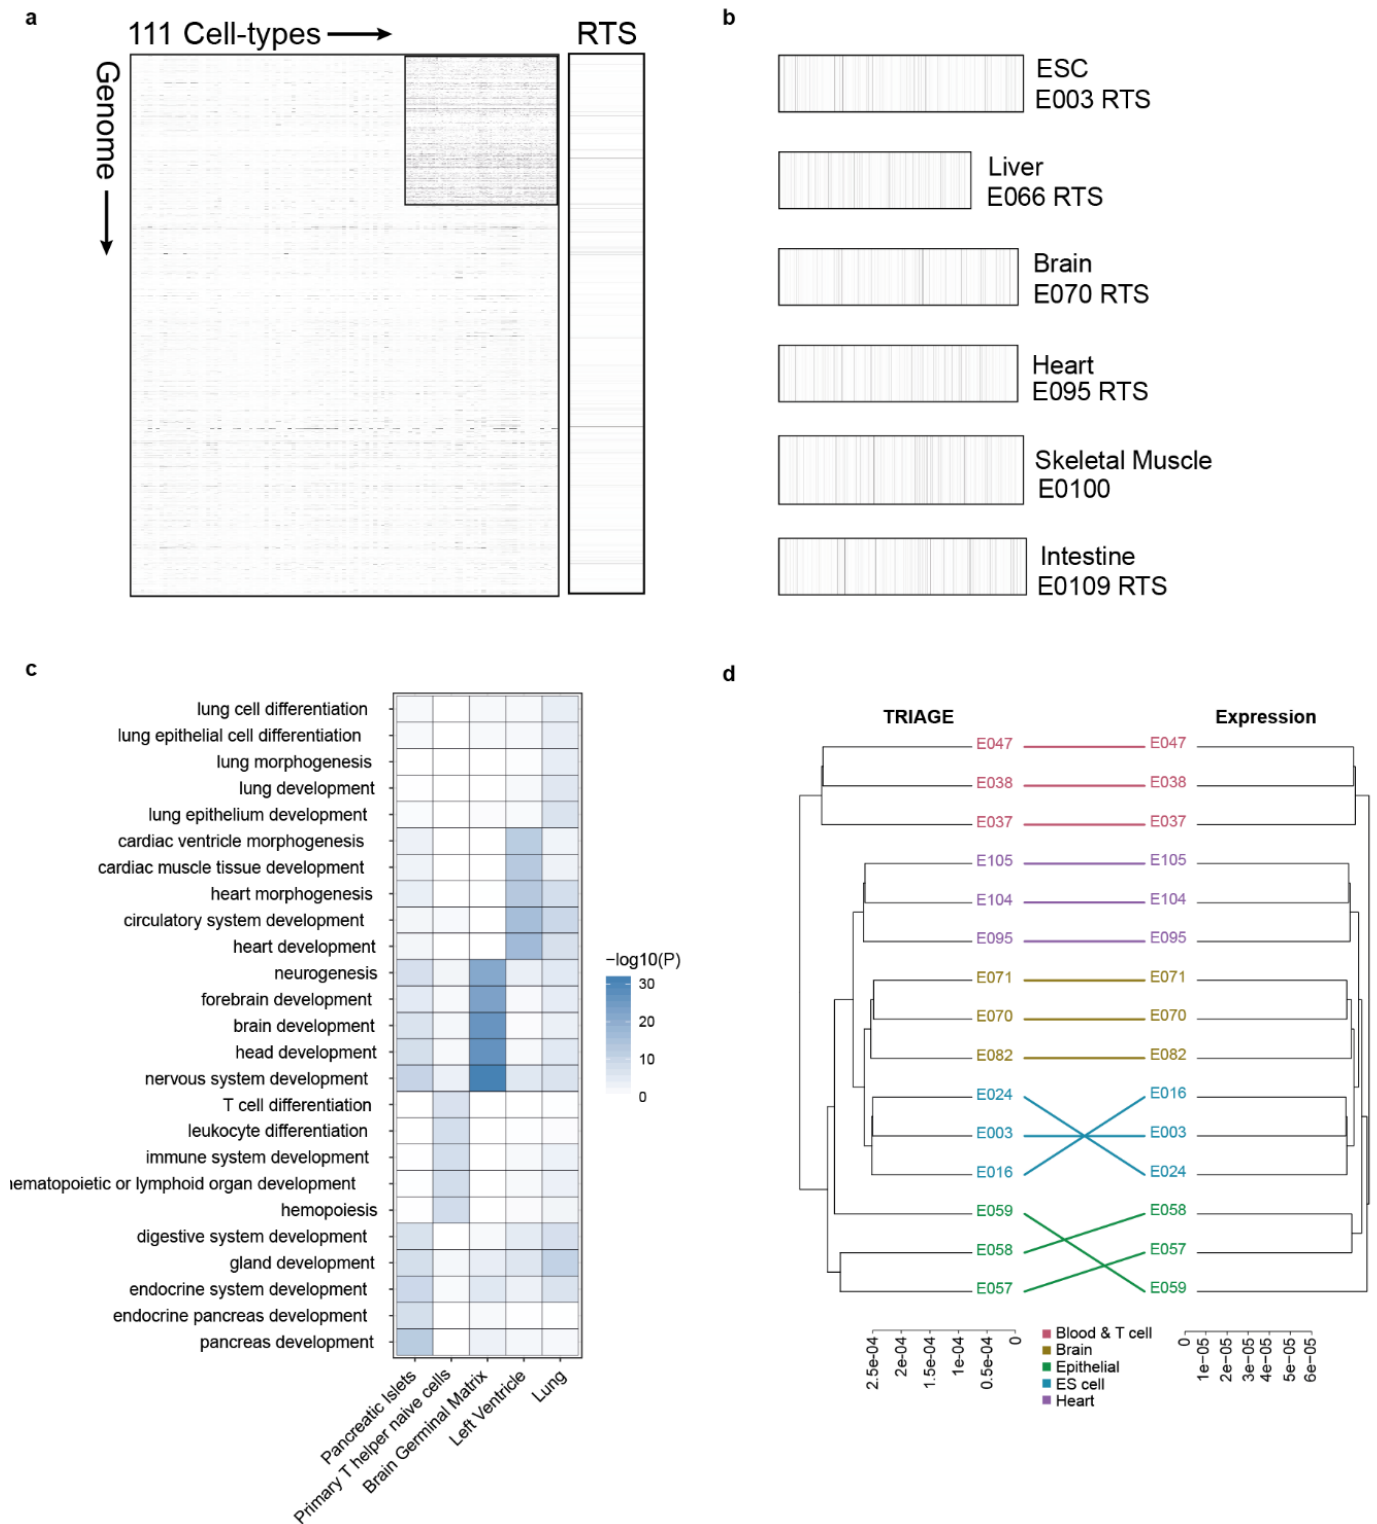 a
111 Cell-types
RTS
Genome
b
ESC
E003 RTS
Liver
E066 RTS
Brain
E070 RTS
Heart
E095 RTS
Skeletal Muscle
E0100
Intestine
E0109 RTS
c
lung cell differentiation
lung epithelial cell differentiation
lung morphogenesis
lung development
lung epithelium development
cardiac ventricle morphogenesis
cardiac muscle tissue development
heart morphogenesis
circulatory system development
heart development
neurogenesis
forebrain development
brain development
head development
nervous system development
T cell differentiation
leukocyte differentiation
immune system development
ematopoietic or lymphoid organ development
hemopoiesis
digestive system development
gland development
endocrine system development
endocrine pancreas development
pancreas development
Pancreatic Islets
Primary T helper naive cells
Brain Germinal Matrix
Left Ventricle
Lung
−log10(P)
30
20
10
0
d
TRIAGE Expression
E047 E047
E038 E038
E037 E037
E105 E105
E104 E104
E095 E095
E071 E071
E070 E070
E082 E082
E024 E016
E003 E003
E016 E024
E059 E058
E058 E057
E057 E059
2.5e−04 2e−04 1.5e−04 1e−04 0.5e−04 0
Blood & T cell
Brain
Epithelial
ES cell
Heart
0 1e−05 2e−05 3e−05 4e−05 5e−05 6e−05